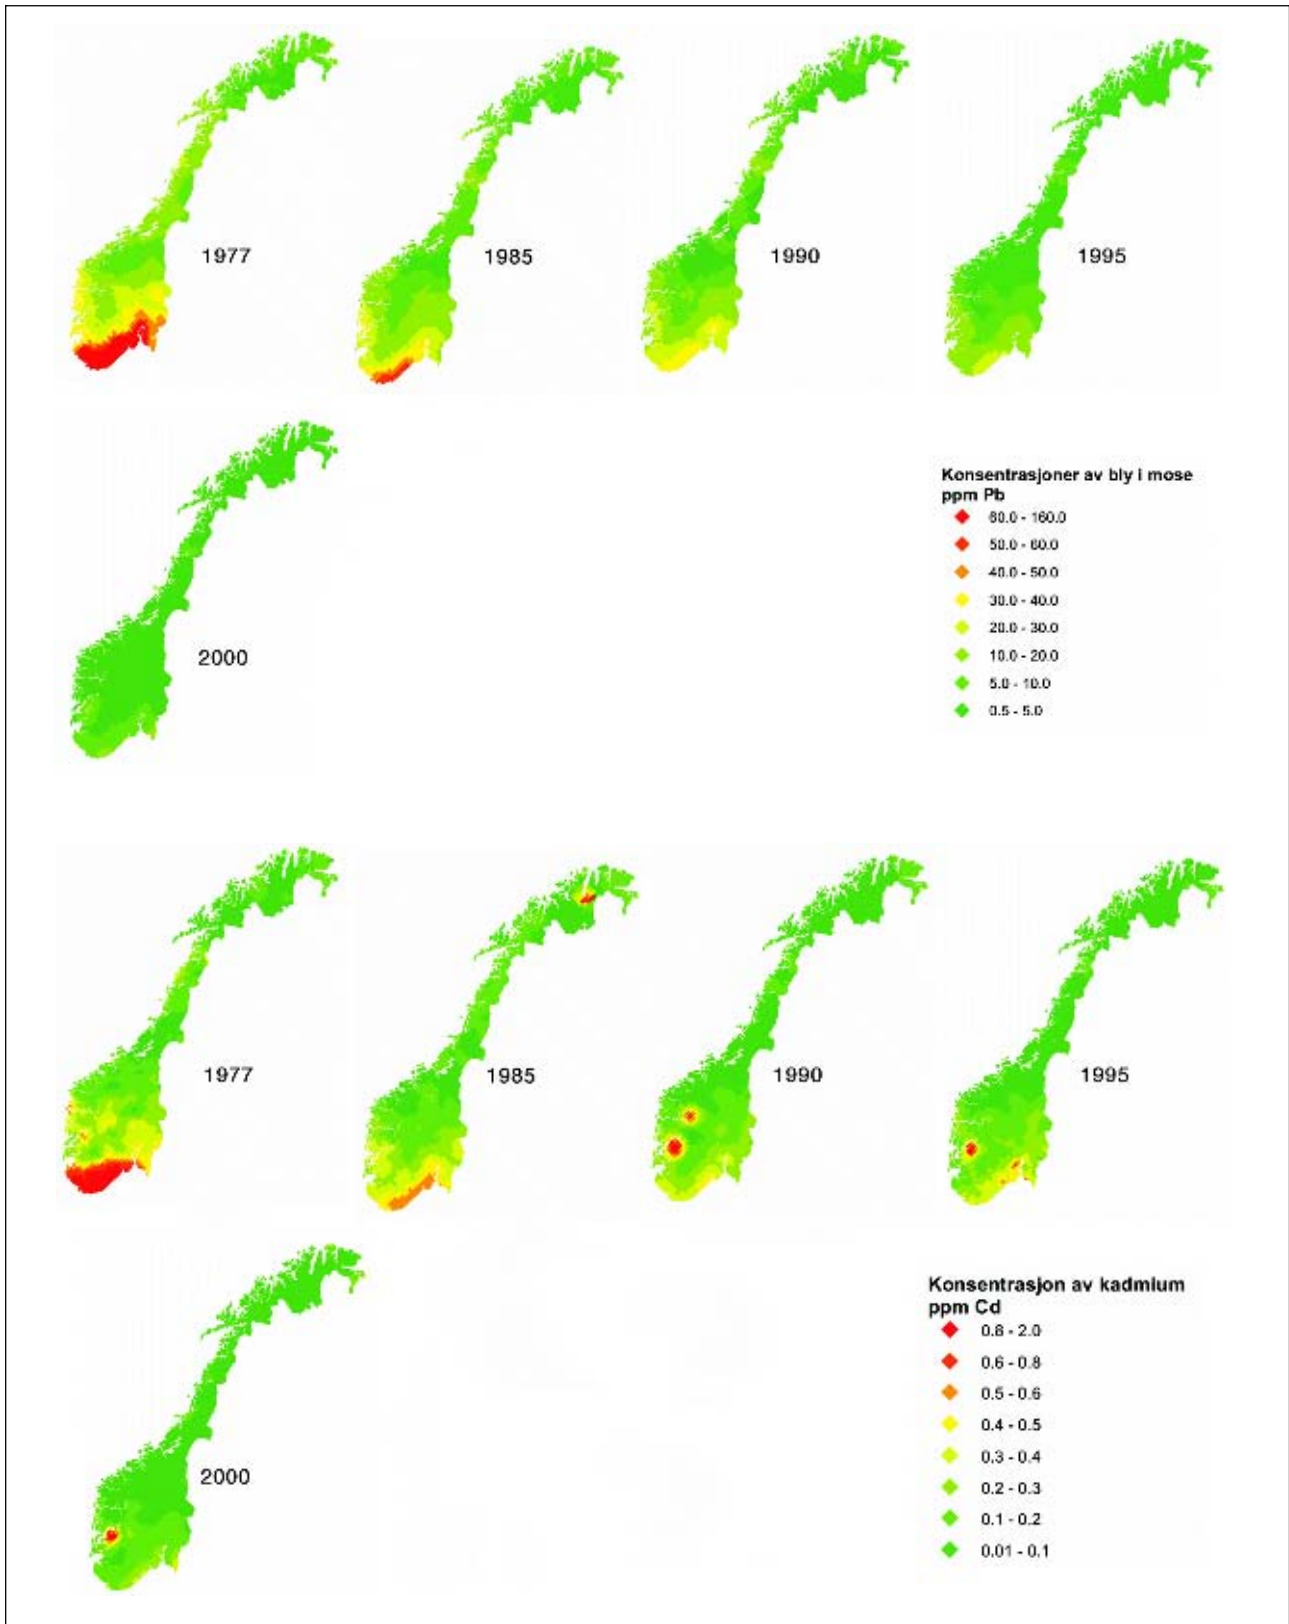 1977
1985
1990
1995
2000
Konsentrasjoner av bly i mose
ppm Pb
60.0 - 160.0
50.0 - 60.0
40.0 - 50.0
30.0 - 40.0
20.0 - 30.0
10.0 - 20.0
5.0 - 10.0
0.5 - 5.0
1977
1985
1990
1995
2000
Konsentrasjon av kadmium
ppm Cd
0.8 - 2.0
0.6 - 0.8
0.5 - 0.6
0.4 - 0.5
0.3 - 0.4
0.2 - 0.3
0.1 - 0.2
0.01 - 0.1